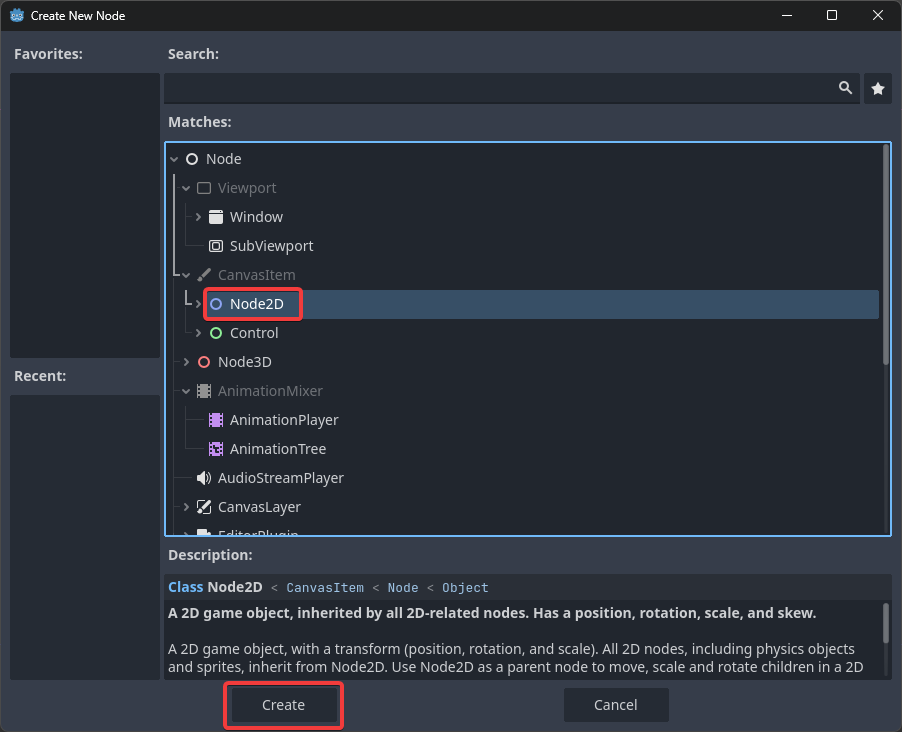 Create New Node
Favorites:
Search:
Matches:
Node
Viewport
Window
SubViewport
CanvasItem
Node2D
Control
Node3D
AnimationMixer
AnimationPlayer
AnimationTree
AudioStreamPlayer
CanvasLayer
EditorPlugin
Recent:
Description:
Class Node2D < CanvasItem < Node < Object
A 2D game object, inherited by all 2D-related nodes. Has a position, rotation, scale, and skew.
A 2D game object, with a transform (position, rotation, and scale). All 2D nodes, including physics objects
and sprites, inherit from Node2D. Use Node2D as a parent node to move, scale and rotate children in a 2D
Create
Cancel